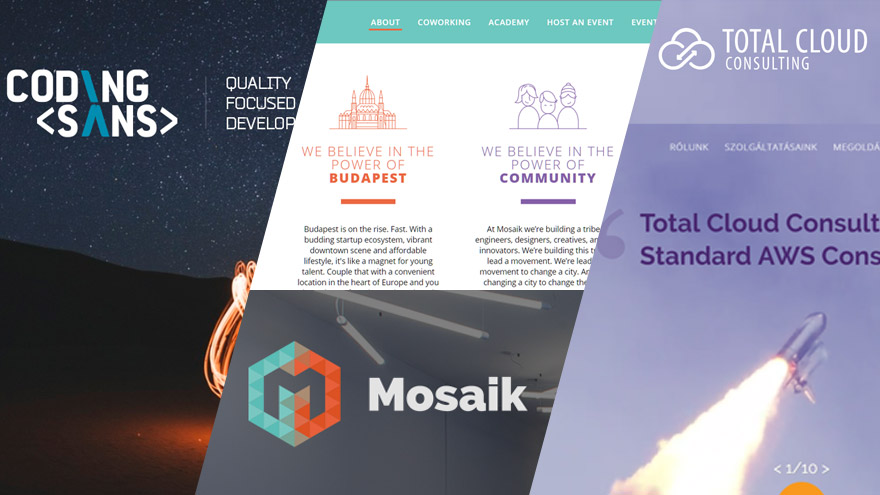 CODING
<SANS>
QUALITY
FOCUSED
DEVELOP
ABOUT COWORKING ACADEMY HOST AN EVENT EVENT
WE BELIEVE IN THE
POWER OF
BUDAPEST
Budapest is on the rise. Fast. With a
budding startup ecosystem, vibrant
downtown scene and affordable
lifestyle, it's like a magnet for young
talent. Couple that with a convenient
location in the heart of Europe and you
WE BELIEVE IN THE
POWER OF
COMMUNITY
At Mosaik we're building a tribe
engineers, designers, creatives, an
innovators. We're building this t
lead a movement. We're lead
movement to change a city. An
changing a city to change the
Mosaik
TOTAL CLOUD
CONSULTING
RÓLUNK SZOLGÁLTATÁSAINK MEGOLDÁ
Total Cloud Consult
Standard AWS Cons
< 1/10 >